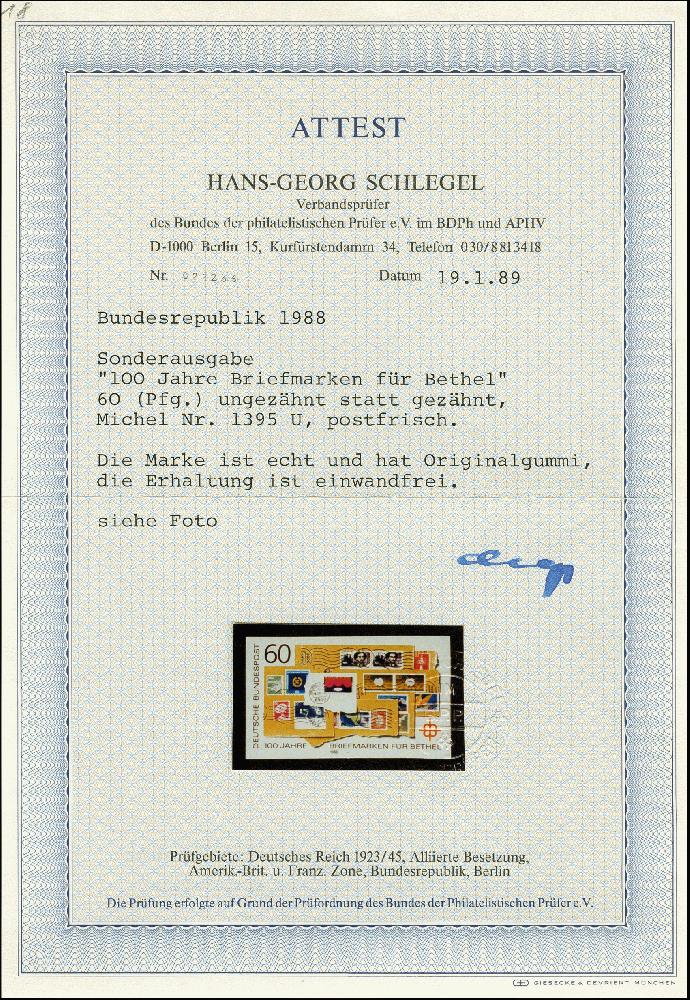 18
ATTEST
HANS-GEORG SCHLEGEL
Verbandsprüfer
des Bundes der philatelistischen Prüfer e.V. im BDPh und APHV
D-1000 Berlin 15, Kurfürstendamm 34, Telefon 030/8813418
Nr. Datum 19.1.89
Bundesrepublik 1988
Sonderausgabe
"100 Jahre Briefmarken für Bethel"
60 (Pfg.) ungezähnt statt gezähnt,
Michel Nr. 1395 U, postfrisch.
Die Marke ist echt und hat Originalgummi,
die Erhaltung ist einwandfrei.
siehe Foto
60
DEUTSCHE BUNDESPOST
100 JAHRE BRIEFMARKEN FÜR BETHEL
Prüfgebiete: Deutsches Reich 1923/45, Alliierte Besetzung,
Amerik.-Brit. u. Franz. Zone, Bundesrepublik, Berlin
Die Prüfung erfolgte auf Grund der Prüfordnung des Bundes der Philatelistischen Prüfer e.V.
GIESECKE & DEVRIENT MÜNCHEN